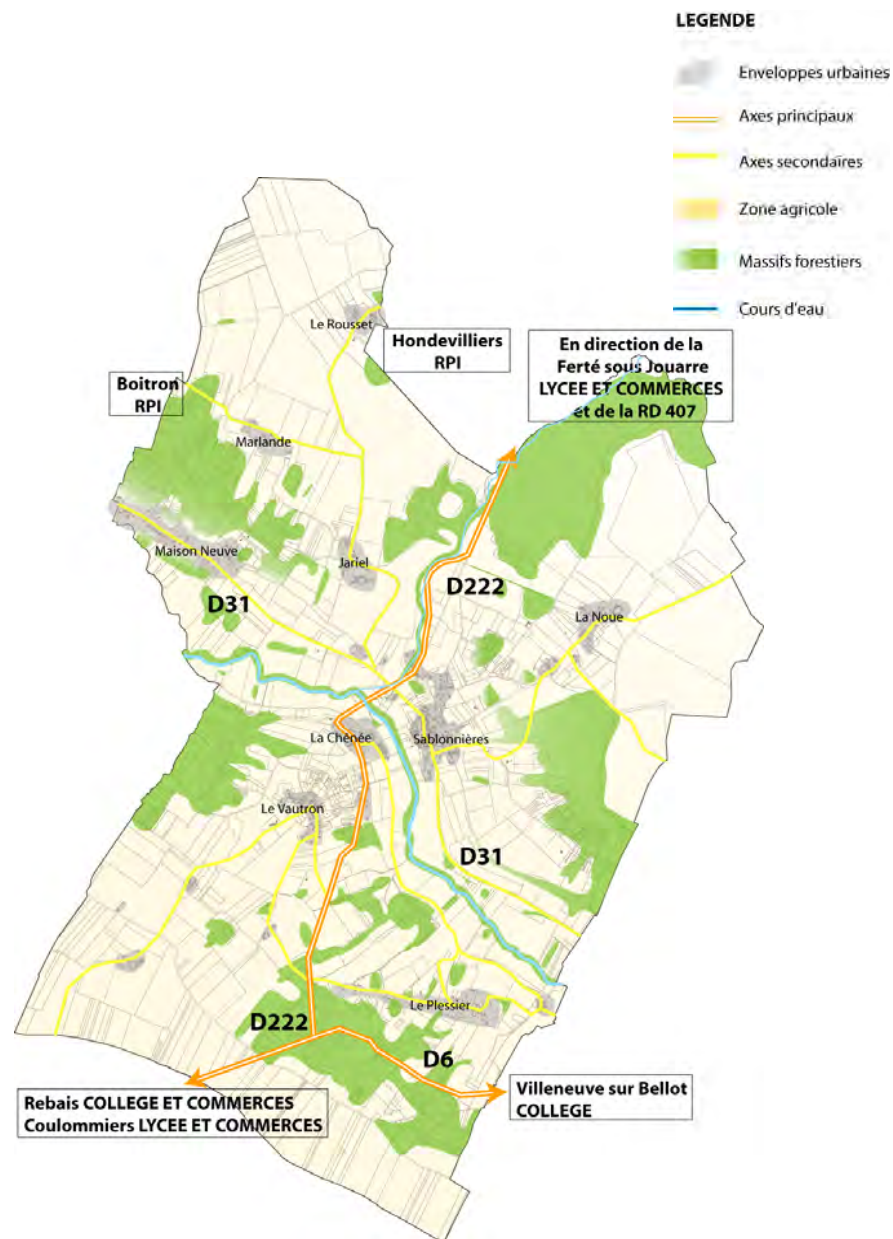 LEGENDE
Enveloppes urbaines
Axes principaux
Axes secondaires
Zone agricole
Massifs forestiers
Cours d'eau
Le Rousset
Hondevilliers
RPI
En direction de la
Ferté sous Jouarre
LYCEE ET COMMERCES
et de la RD 407
Boitron
RPI
Marlande
Maison Neuve
Jariel
D222
D31
La Noue
La Chênée
Sablonnières
Le Vautron
D31
Le Plessier
D222
D6
Rebais COLLEGE ET COMMERCES
Coulommiers LYCEE ET COMMERCES
Villeneuve sur Bellot
COLLEGE